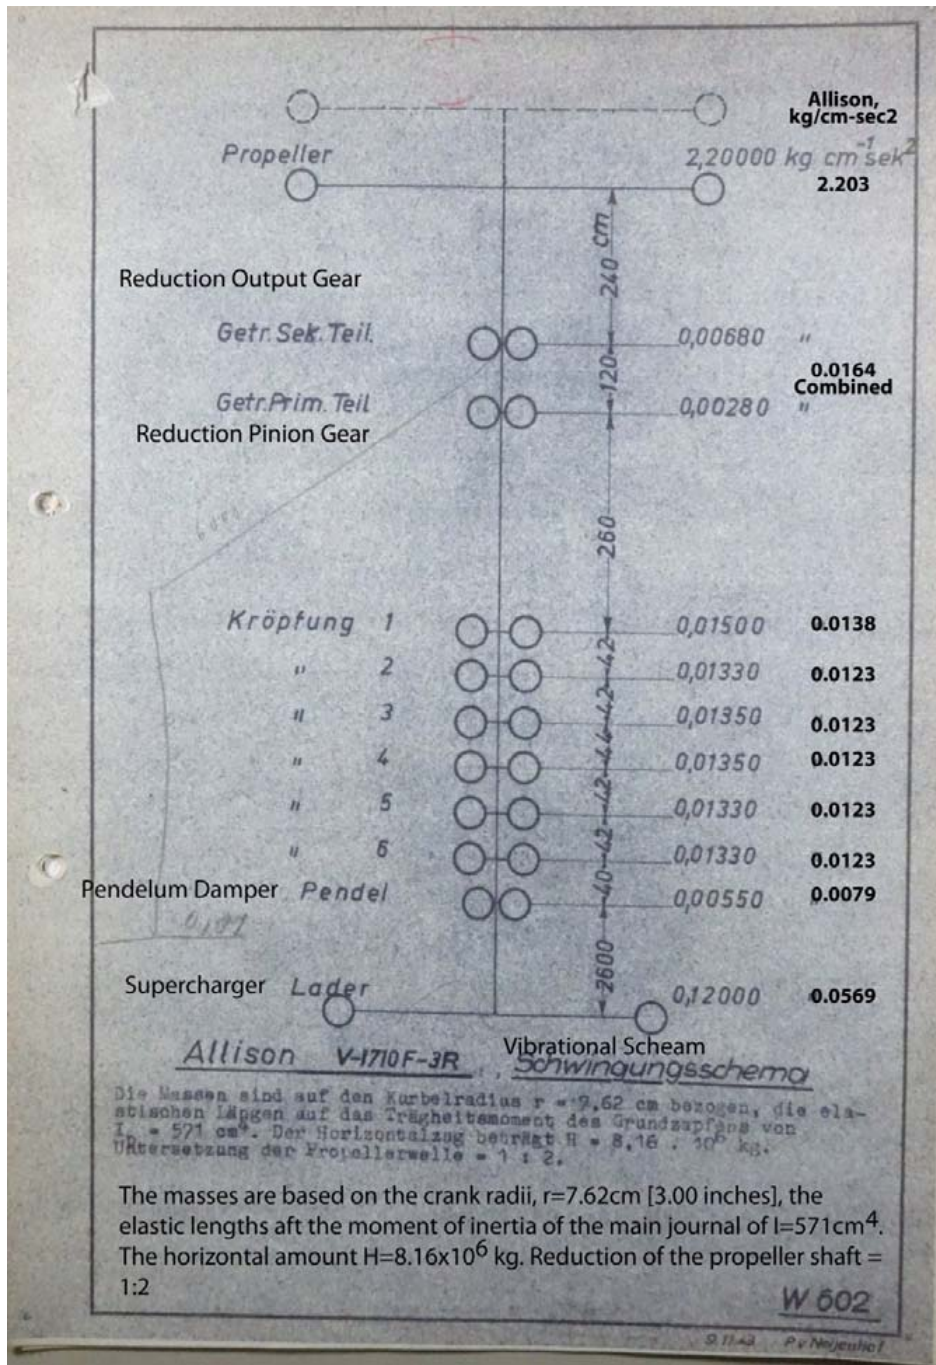 Allison,
kg/cm-sec2
Propeller 2,20000 kg cm⁻¹ sek²
2.203
240 cm
Reduction Output Gear
Getr. Sek. Teil. 0,00680 "
120
0.0164
Combined
Getr. Prim. Teil 0,00280 "
Reduction Pinion Gear
260
Kröpfung 1 0,01500 0.0138
42
" 2 0,01330 0.0123
42
" 3 0,01350 0.0123
44
" 4 0,01350 0.0123
42
" 5 0,01330 0.0123
42
" 6 0,01330 0.0123
40
Pendelum Damper Pendel 0,00550 0.0079
2600
Supercharger Lader 0,12000 0.0569
Vibrational Scheam
Allison V-1710F-3R, Schwingungsschema
Die Massen sind auf den Kurbelradius r = 7,62 cm bezogen, die ela-
stischen Längen auf das Trägheitsmoment des Grundzapfens von
= 571 cm⁴. Der Horizontalzug beträgt H = 8,16 . 10⁶ kg.
Untersetzung der Propellerwelle = 1 : 2.
The masses are based on the crank radii, r=7.62cm [3.00 inches], the
elastic lengths aft the moment of inertia of the main journal of I=571cm⁴.
The horizontal amount H=8.16x10⁶ kg. Reduction of the propeller shaft =
1:2
W 602